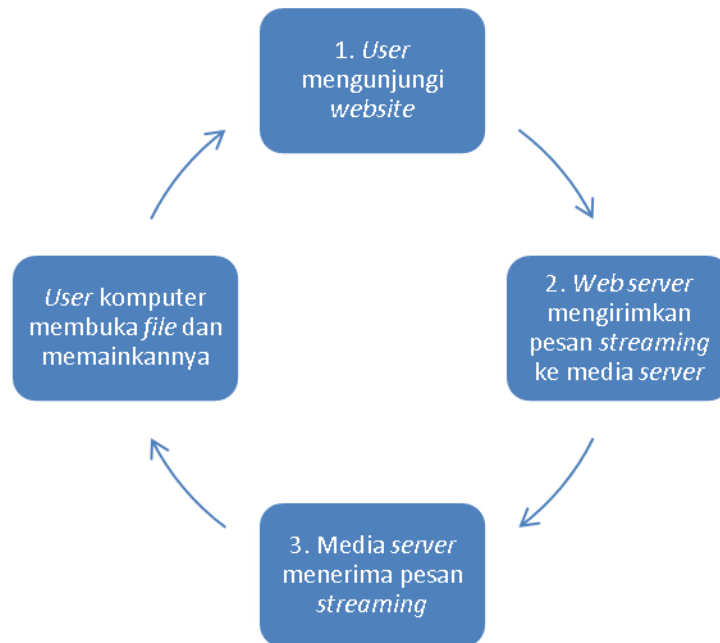 1. User
mengunjungi
website
2. Web server
mengirimkan
pesan streaming
ke media server
3. Media server
menerima pesan
streaming
User komputer
membuka file dan
memainkannya